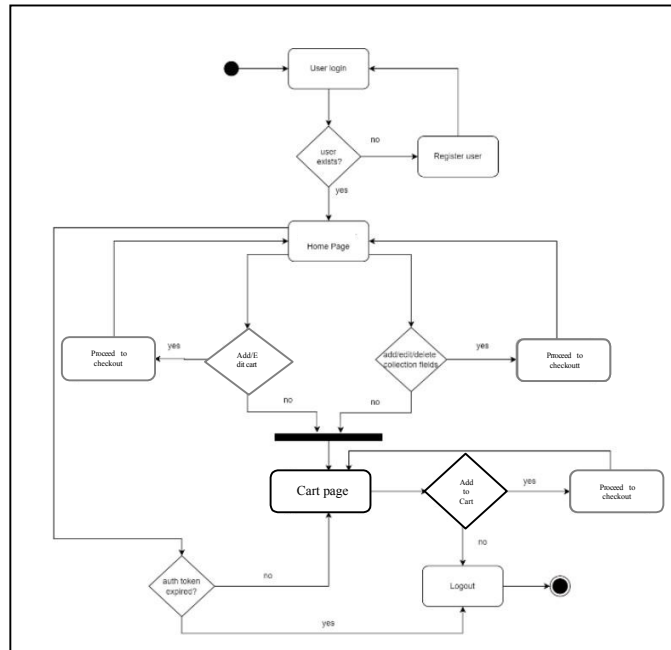 User login
user
exists?
no
Register user
yes
Home Page
yes
Proceed to
checkout
Add/E
dit cart
add/edit/delete
collection fields
yes
Proceed to
checkoutt
no
no
Cart page
Add
to
Cart
yes
Proceed to
checkout
no
auth token
expired?
no
Logout
yes